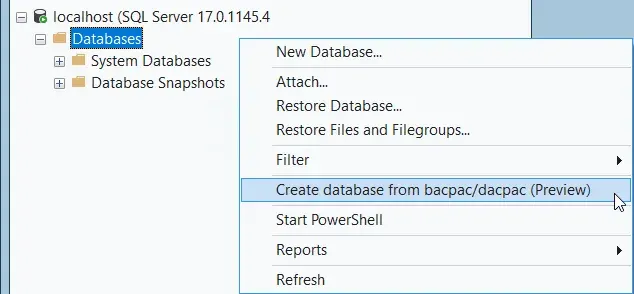 localhost (SQL Server 17.0.1145.4
Databases
System Databases
Database Snapshots
New Database...
Attach...
Restore Database...
Restore Files and Filegroups...
Filter
Create database from bacpac/dacpac (Preview)
Start PowerShell
Reports
Refresh